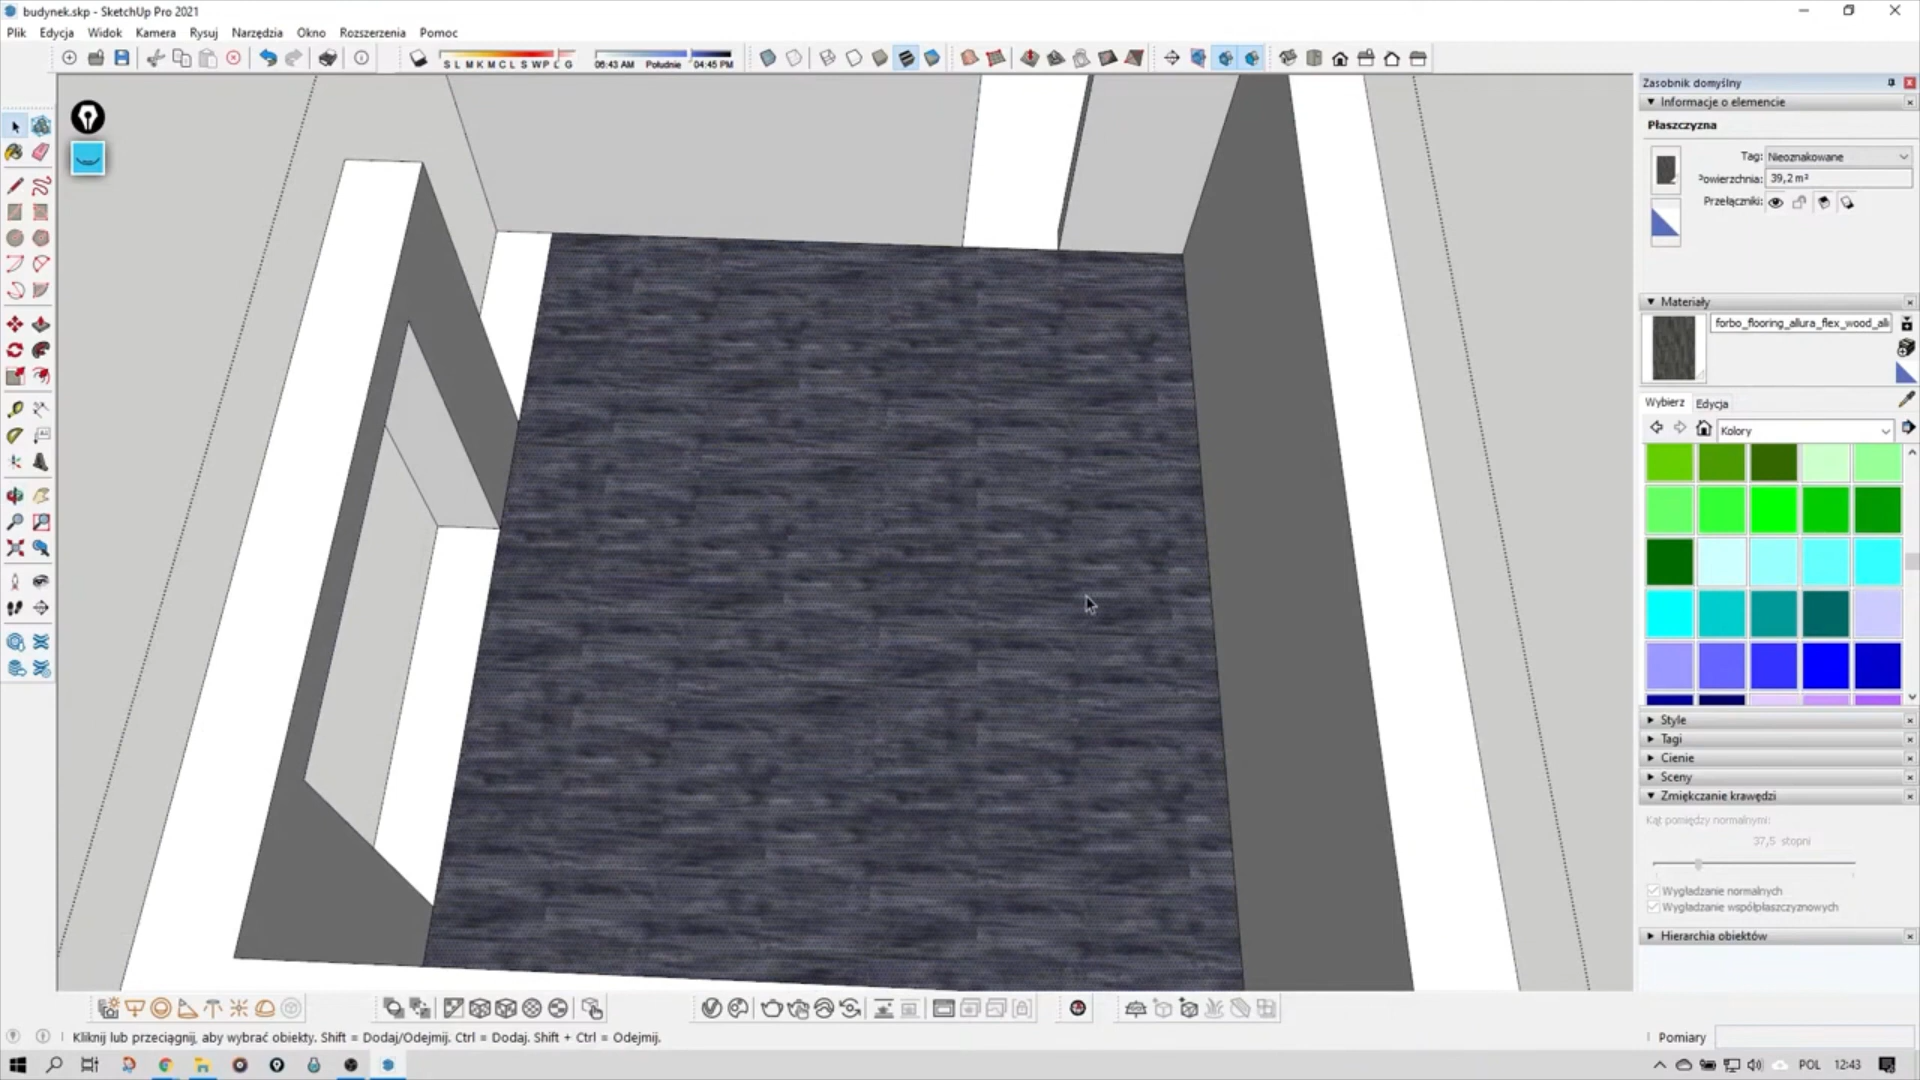 budynek.skp - SketchUp Pro 2021
Plik Edycja Widok Kamera Rysuj Narzędzia Okno Rozszerzenia Pomoc
S L M K M C L S W P L G
06:43 AM Południe 04:45 PM
Zasobnik domyślny
Informacje o elemencie
Płaszczyzna
Tag: Nieoznakowane
Powierzchnia: 39,2 m²
Przełączniki:
Materiały
forbo_flooring_allura_flex_wood_all
Wybierz Edycja
Kolory
Style
Tagi
Cienie
Sceny
Zmiękczanie krawędzi
Kąt pomiędzy normalnymi:
37,5 stopni
Wygładzanie normalnych
Wygładzanie współpłaszczyznowych
Hierarchia obiektów
Kliknij lub przeciągnij, aby wybrać obiekty. Shift = Dodaj/Odejmij. Ctrl = Dodaj. Shift + Ctrl = Odejmij.
Pomiary
POL 12:43